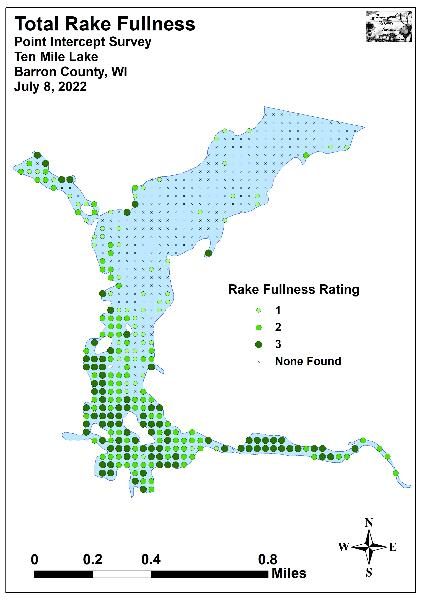 Total Rake Fullness
Point Intercept Survey
Ten Mile Lake
Barron County, WI
July 8, 2022
Rake Fullness Rating
1
2
3
None Found
N
W E
S
0 0.2 0.4 0.8
Miles